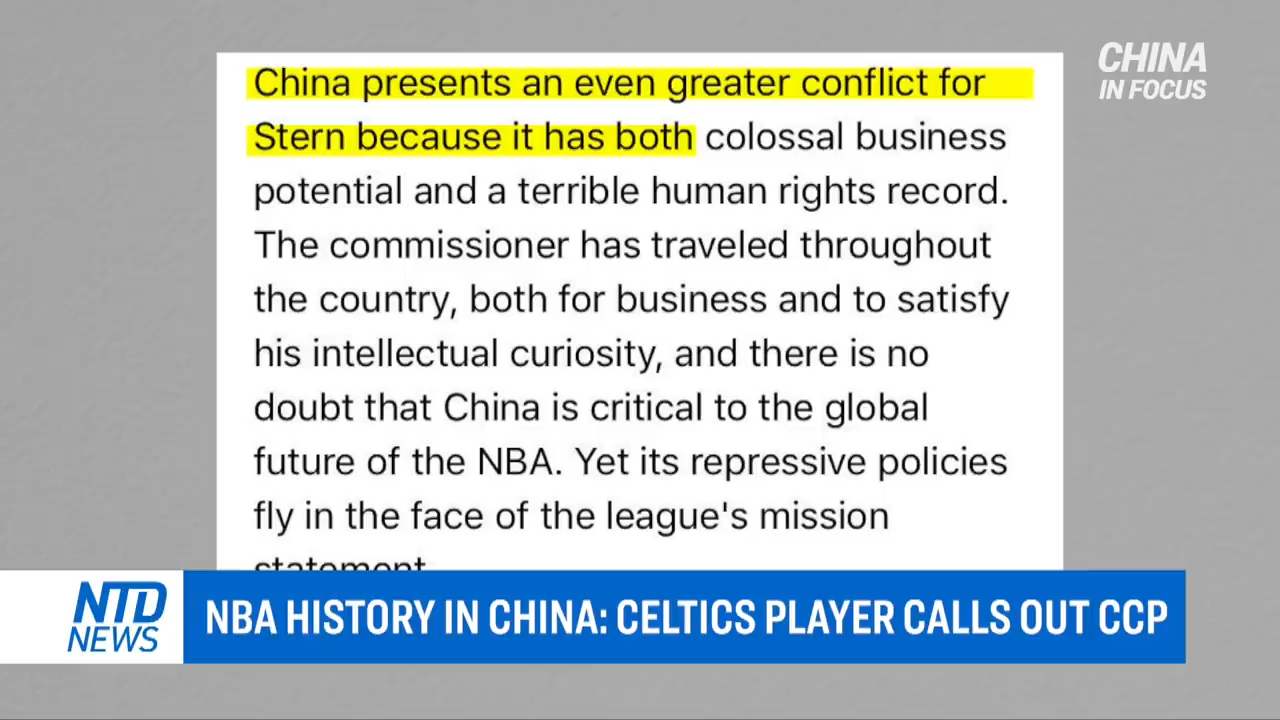 CHINA
IN FOCUS
China presents an even greater conflict for
Stern because it has both colossal business
potential and a terrible human rights record.
The commissioner has traveled throughout
the country, both for business and to satisfy
his intellectual curiosity, and there is no
doubt that China is critical to the global
future of the NBA. Yet its repressive policies
fly in the face of the league's mission
statement.
NTD
NEWS
NBA HISTORY IN CHINA: CELTICS PLAYER CALLS OUT CCP